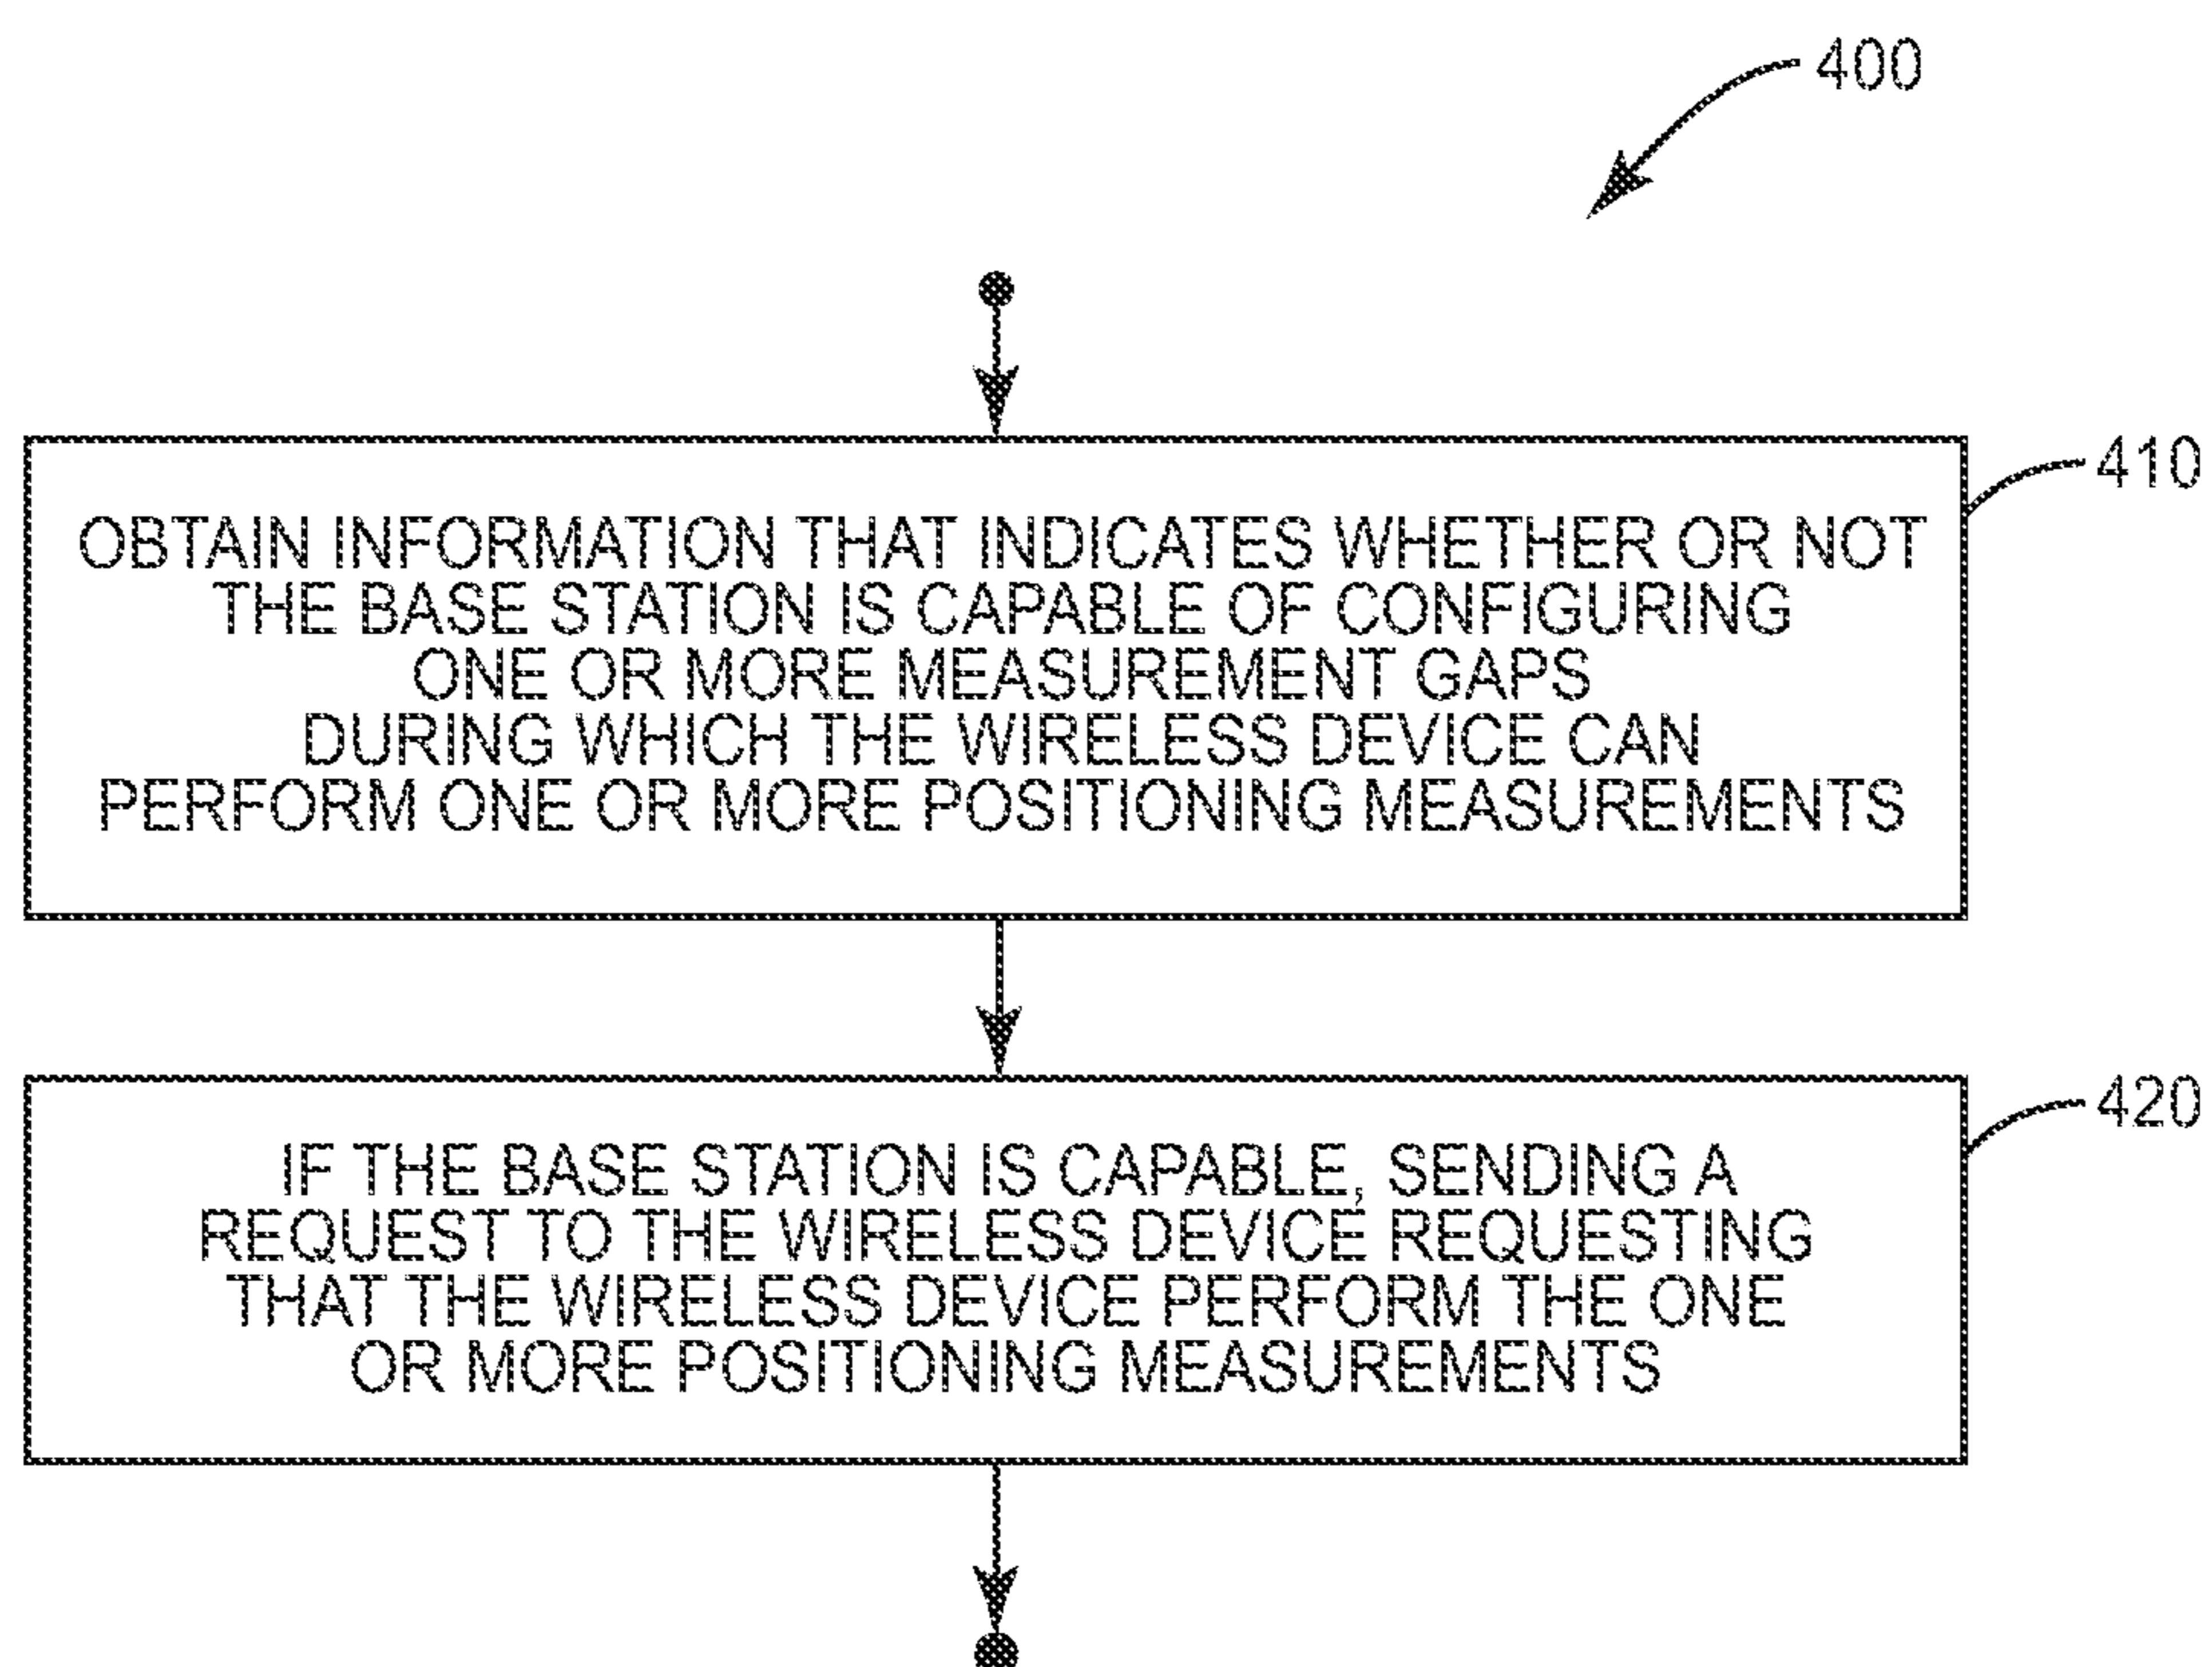 400
410
OBTAIN INFORMATION THAT INDICATES WHETHER OR NOT
THE BASE STATION IS CAPABLE OF CONFIGURING
ONE OR MORE MEASUREMENT GAPS
DURING WHICH THE WIRELESS DEVICE CAN
PERFORM ONE OR MORE POSITIONING MEASUREMENTS
420
IF THE BASE STATION IS CAPABLE, SENDING A
REQUEST TO THE WIRELESS DEVICE REQUESTING
THAT THE WIRELESS DEVICE PERFORM THE ONE
OR MORE POSITIONING MEASUREMENTS